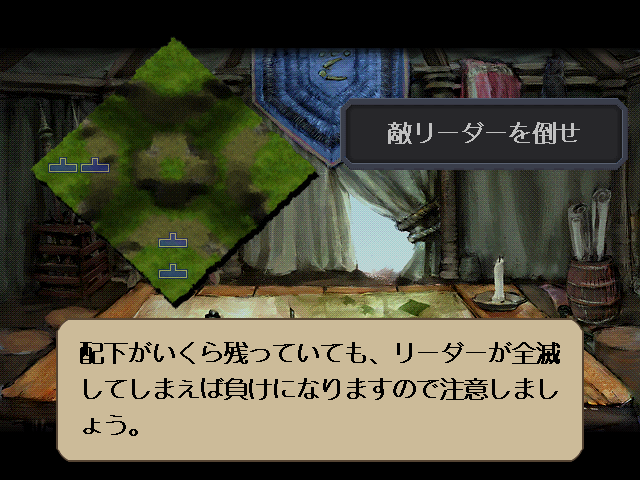 敵リーダーを倒せ
配下がいくら残っていても、リーダーが全滅
してしまえば負けになりますので注意しまし
ょう。